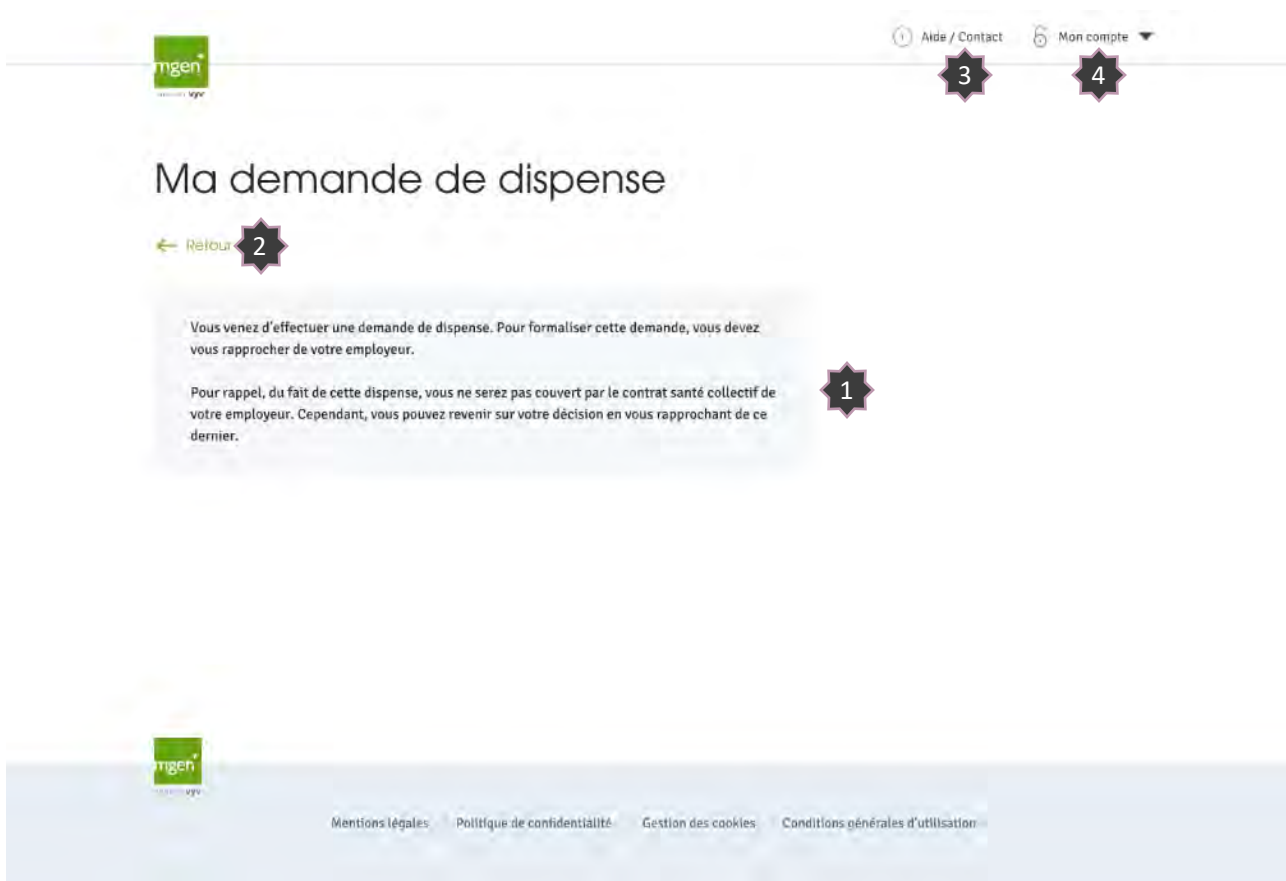 Aide / Contact
Mon compte
mgen*
3
4
Ma demande de dispense
← Retour
2
Vous venez d'effectuer une demande de dispense. Pour formaliser cette demande, vous devez
vous rapprocher de votre employeur.
Pour rappel, du fait de cette dispense, vous ne serez pas couvert par le contrat santé collectif de
votre employeur. Cependant, vous pouvez revenir sur votre décision en vous rapprochant de ce
dernier.
1
mgen*
Mentions légales
Politique de confidentialité
Gestion des cookies
Conditions générales d'utilisation